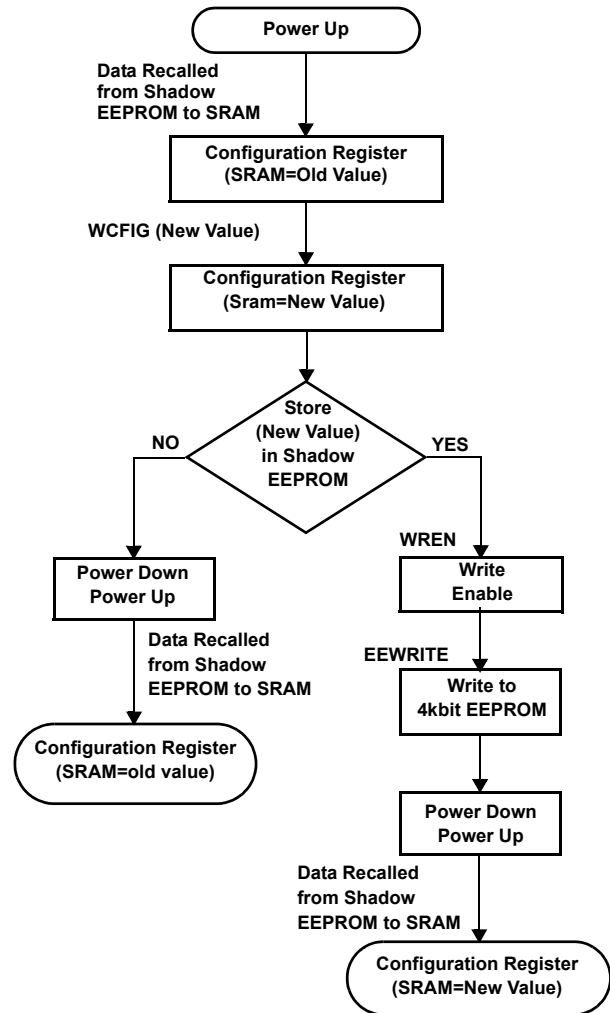 Power Up
Data Recalled
from Shadow
EEPROM to SRAM
Configuration Register
(SRAM=Old Value)
WCFIG (New Value)
Configuration Register
(Sram=New Value)
Store
(New Value)
in Shadow
EEPROM
NO
YES
Power Down
Power Up
Data Recalled
from Shadow
EEPROM to SRAM
Configuration Register
(SRAM=old value)
WREN
Write
Enable
EEWRITE
Write to
4kbit EEPROM
Power Down
Power Up
Data Recalled
from Shadow
EEPROM to SRAM
Configuration Register
(SRAM=New Value)